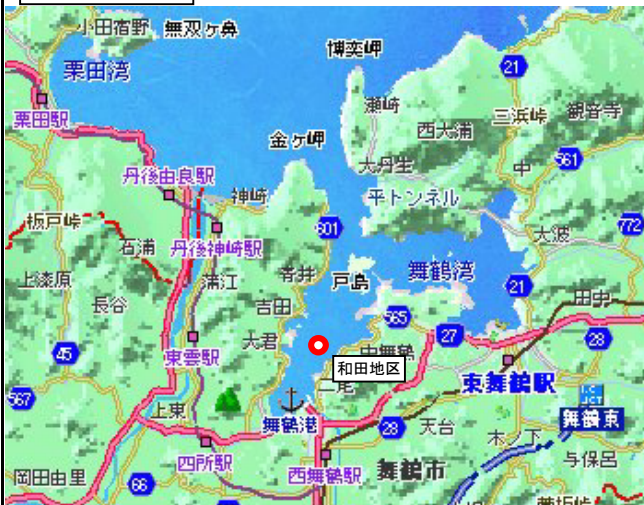 小田宿野 無双ヶ鼻
栗田湾
博奕岬
21
瀬崎
三浜峠
観音寺
栗田駅
西大浦
金ヶ岬
大丹生
中
561
丹後由良駅
神崎
平トンネル
板戸峠
601
772
石浦
丹後神崎駅
大波
上漆原
蒲江
香井
戸島
舞鶴湾
21
田中
長谷
吉田
565
27
28
45
東雲駅
大君
中舞鶴
和田地区
東舞鶴駅
567
二尾
IC
JCT
上東
舞鶴港
28
天台
舞鶴東
木ノ下
四所駅
西舞鶴駅
舞鶴市
与保呂
岡田由里
66